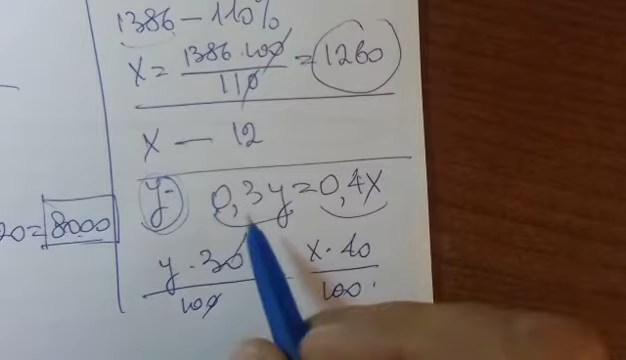 1386 — 110%
x = 1386 · 100 / 110 = 1260
x — 12
y - 0,3y = 0,4x
20 = 8000
y · 30 / 100 x · 40 / 100